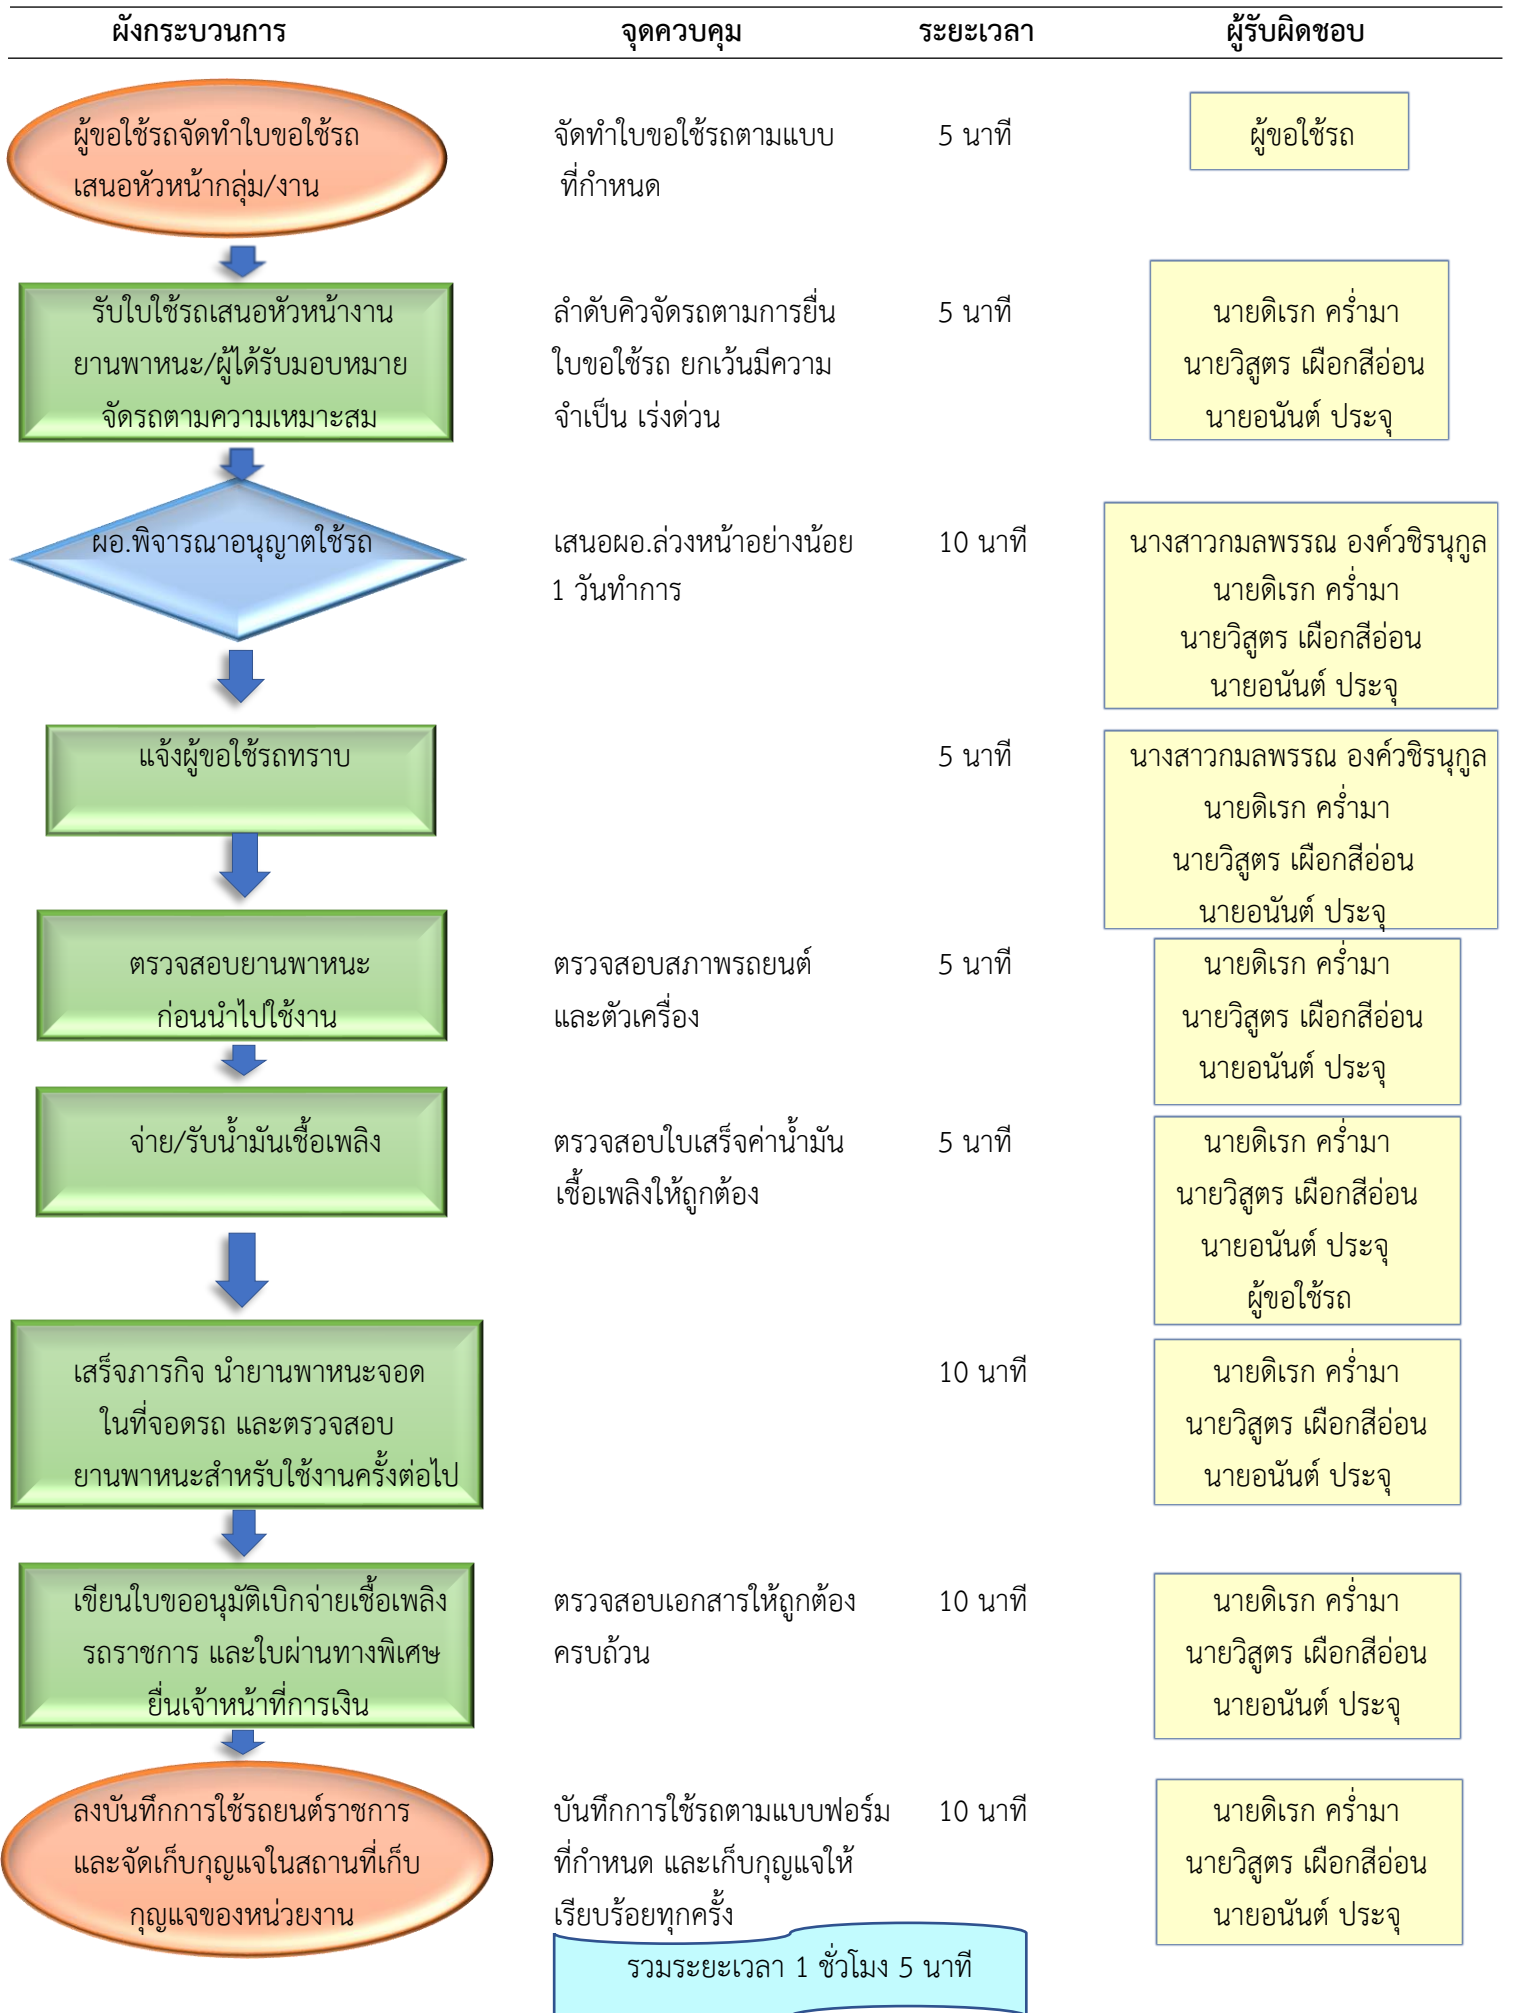 ผังกระบวนการ จุดควบคุม ระยะเวลา ผู้รับผิดชอบ
ผู้ขอใช้รถจัดทำใบขอใช้รถ
เสนอหัวหน้ากลุ่ม/งาน
จัดทำใบขอใช้รถตามแบบ
ที่กำหนด
5 นาที
ผู้ขอใช้รถ
รับใบใช้รถเสนอหัวหน้างาน
ยานพาหนะ/ผู้ได้รับมอบหมาย
จัดรถตามความเหมาะสม
ลำดับคิวจัดรถตามการยื่น
ใบขอใช้รถ ยกเว้นมีความ
จำเป็น เร่งด่วน
5 นาที
นายดิเรก คร่ำมา
นายวิสูตร เผือกสีอ่อน
นายอนันต์ ประจุ
ผอ.พิจารณาอนุญาตใช้รถ
เสนอผอ.ล่วงหน้าอย่างน้อย
1 วันทำการ
10 นาที
นางสาวกมลพรรณ องค์วชิรนุกูล
นายดิเรก คร่ำมา
นายวิสูตร เผือกสีอ่อน
นายอนันต์ ประจุ
แจ้งผู้ขอใช้รถทราบ
5 นาที
นางสาวกมลพรรณ องค์วชิรนุกูล
นายดิเรก คร่ำมา
นายวิสูตร เผือกสีอ่อน
นายอนันต์ ประจุ
ตรวจสอบยานพาหนะ
ก่อนนำไปใช้งาน
ตรวจสอบสภาพรถยนต์
และตัวเครื่อง
5 นาที
นายดิเรก คร่ำมา
นายวิสูตร เผือกสีอ่อน
นายอนันต์ ประจุ
จ่าย/รับน้ำมันเชื้อเพลิง
ตรวจสอบใบเสร็จค่าน้ำมัน
เชื้อเพลิงให้ถูกต้อง
5 นาที
นายดิเรก คร่ำมา
นายวิสูตร เผือกสีอ่อน
นายอนันต์ ประจุ
ผู้ขอใช้รถ
เสร็จภารกิจ นำยานพาหนะจอด
ในที่จอดรถ และตรวจสอบ
ยานพาหนะสำหรับใช้งานครั้งต่อไป
10 นาที
นายดิเรก คร่ำมา
นายวิสูตร เผือกสีอ่อน
นายอนันต์ ประจุ
เขียนใบขออนุมัติเบิกจ่ายเชื้อเพลิง
รถราชการ และใบผ่านทางพิเศษ
ยื่นเจ้าหน้าที่การเงิน
ตรวจสอบเอกสารให้ถูกต้อง
ครบถ้วน
10 นาที
นายดิเรก คร่ำมา
นายวิสูตร เผือกสีอ่อน
นายอนันต์ ประจุ
ลงบันทึกการใช้รถยนต์ราชการ
และจัดเก็บกุญแจในสถานที่เก็บ
กุญแจของหน่วยงาน
บันทึกการใช้รถตามแบบฟอร์ม
ที่กำหนด และเก็บกุญแจให้
เรียบร้อยทุกครั้ง
10 นาที
นายดิเรก คร่ำมา
นายวิสูตร เผือกสีอ่อน
นายอนันต์ ประจุ
รวมระยะเวลา 1 ชั่วโมง 5 นาที